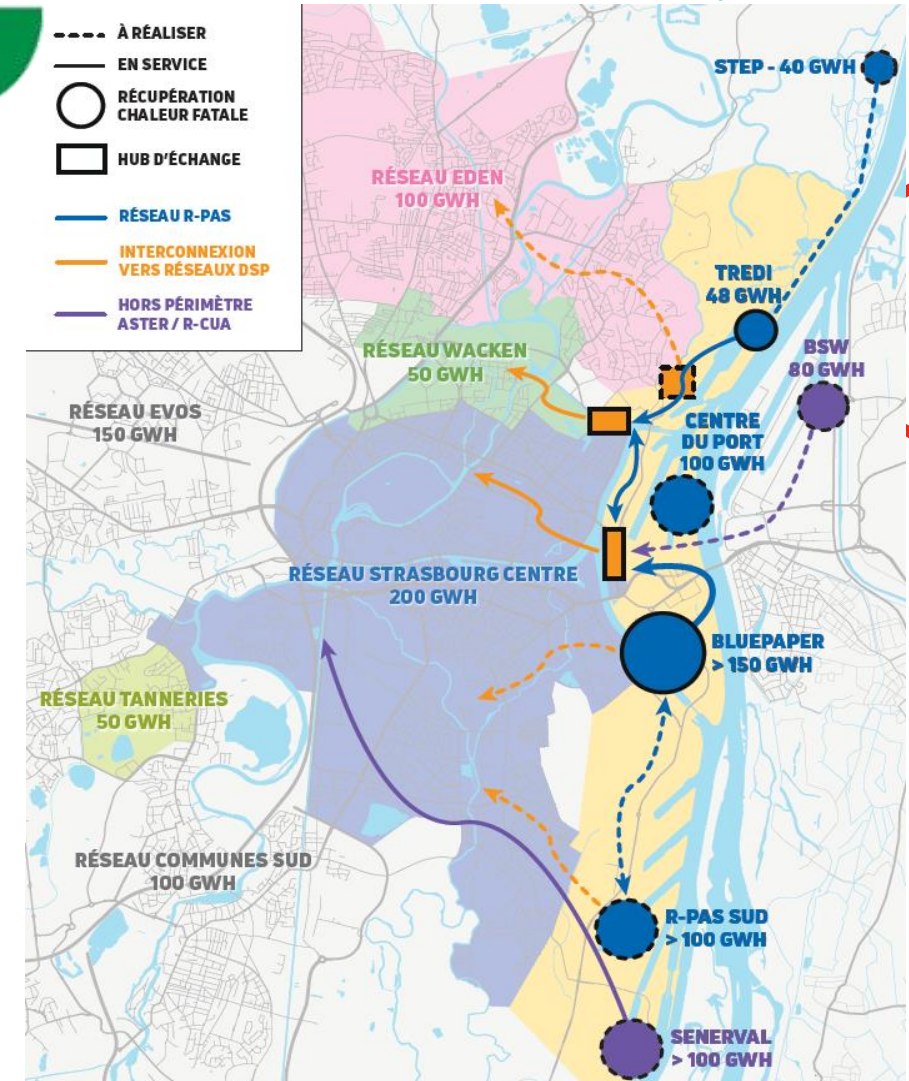 À RÉALISER
EN SERVICE
RÉCUPÉRATION
CHALEUR FATALE
HUB D'ÉCHANGE
RÉSEAU R-PAS
INTERCONNEXION
VERS RÉSEAUX DSP
HORS PÉRIMÈTRE
ASTER / R-CUA
STEP - 40 GWH
RÉSEAU EDEN
100 GWH
TREDI
48 GWH
BSW
80 GWH
RÉSEAU WACKEN
50 GWH
RÉSEAU EVOS
150 GWH
CENTRE
DU PORT
100 GWH
RÉSEAU STRASBOURG CENTRE
200 GWH
BLUEPAPER
> 150 GWH
RÉSEAU TANNERIES
50 GWH
RÉSEAU COMMUNES SUD
100 GWH
R-PAS SUD
> 100 GWH
SENERVAL
> 100 GWH